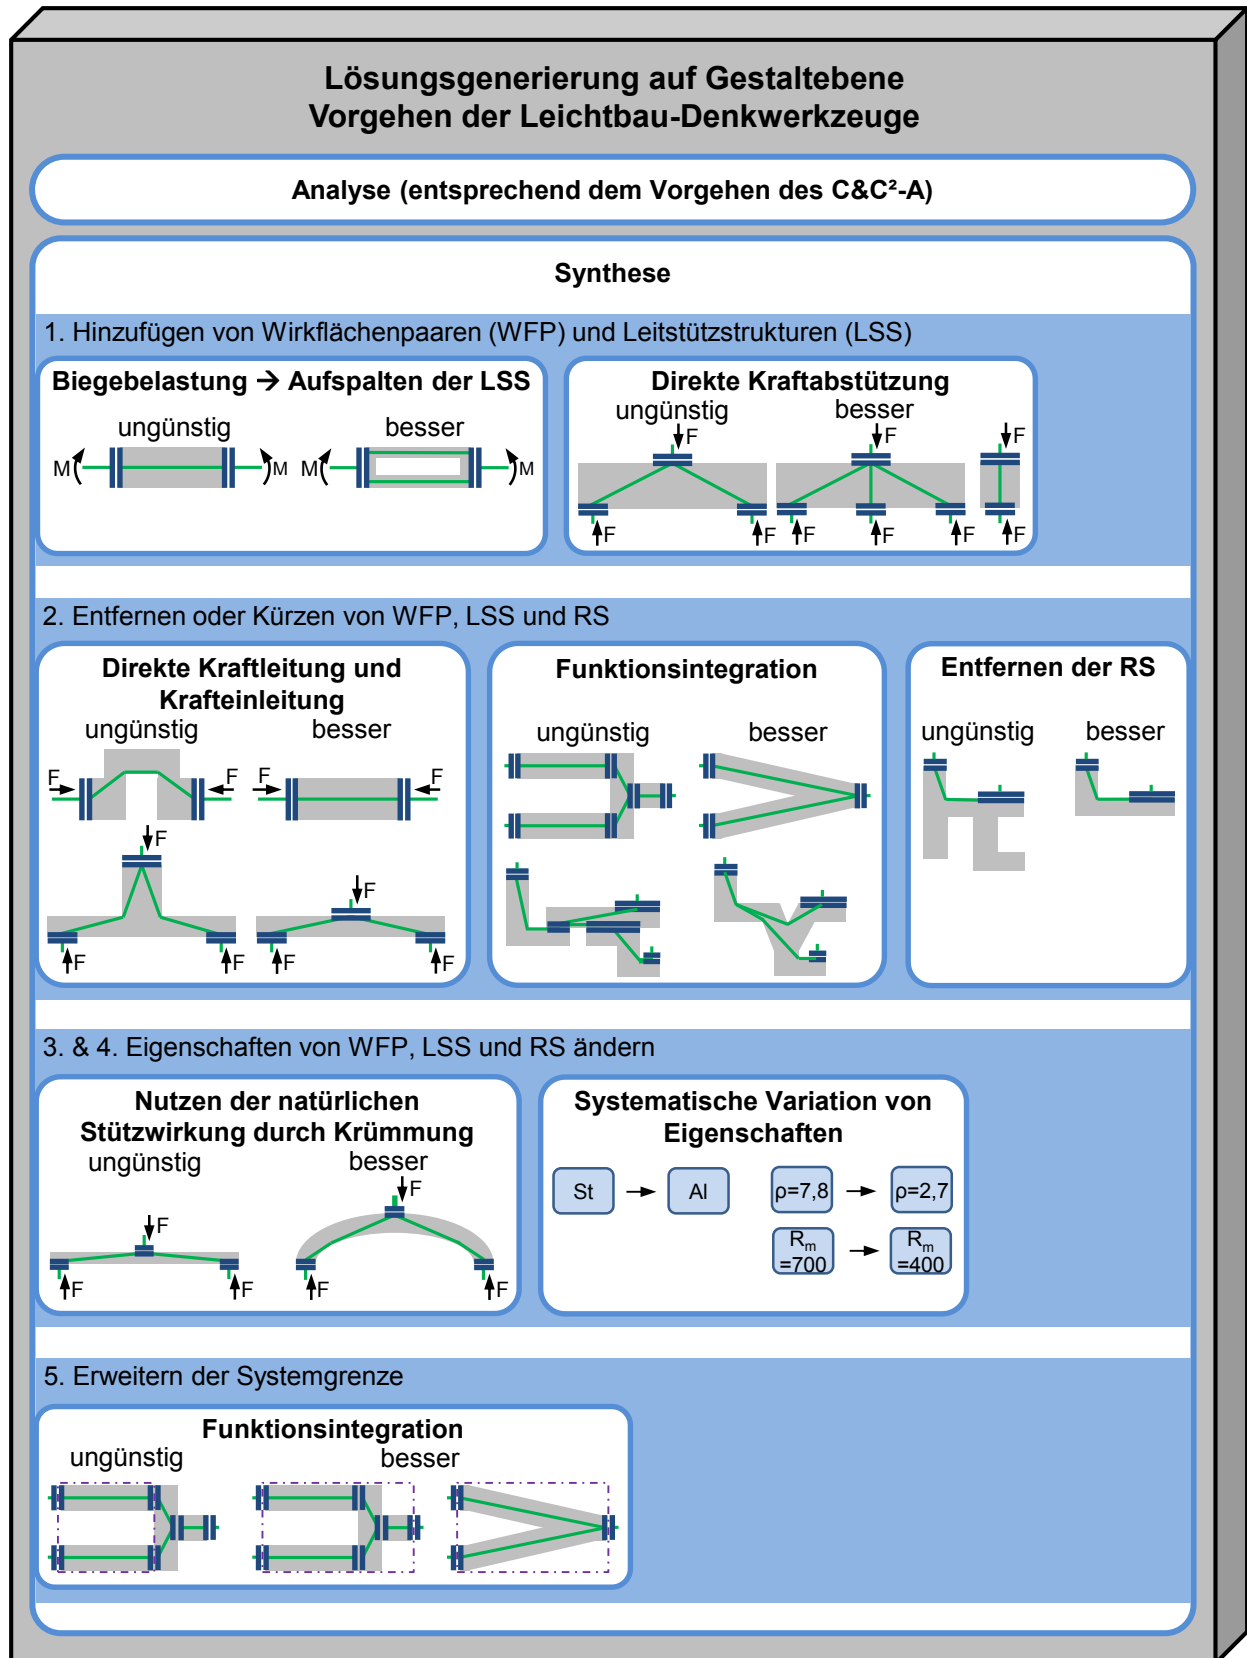 Lösungsgenerierung auf Gestaltebene
Vorgehen der Leichtbau-Denkwerkzeuge
Analyse (entsprechend dem Vorgehen des C&C²-A)
Synthese
1. Hinzufügen von Wirkflächenpaaren (WFP) und Leitstützstrukturen (LSS)
Biegebelastung → Aufspalten der LSS
ungünstig besser
M M M M
Direkte Kraftabstützung
ungünstig besser
F F F
F F F F F F
2. Entfernen oder Kürzen von WFP, LSS und RS
Direkte Kraftleitung und
Krafteinleitung
ungünstig besser
F F F F
F F
F F F F
Funktionsintegration
ungünstig besser
Entfernen der RS
ungünstig besser
3. & 4. Eigenschaften von WFP, LSS und RS ändern
Nutzen der natürlichen
Stützwirkung durch Krümmung
ungünstig besser
F F
F F F F
Systematische Variation von
Eigenschaften
St → Al ρ=7,8 → ρ=2,7
Rm → Rm
=700 =400
5. Erweitern der Systemgrenze
Funktionsintegration
ungünstig besser